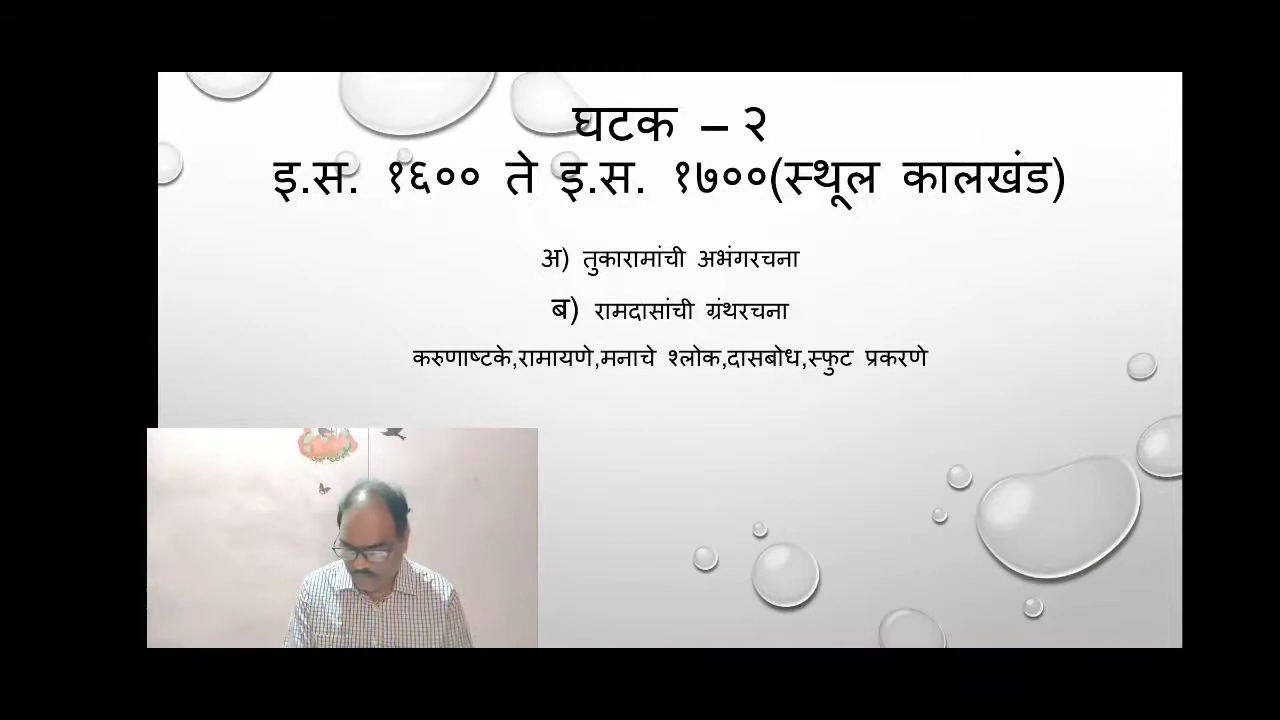 घटक – २
इ.स. १६०० ते इ.स. १७००(स्थूल कालखंड)
अ) तुकारामांची अभंगरचना
ब) रामदासांची ग्रंथरचना
करुणाष्टके,रामायणे,मनाचे श्लोक,दासबोध,स्फुट प्रकरणे